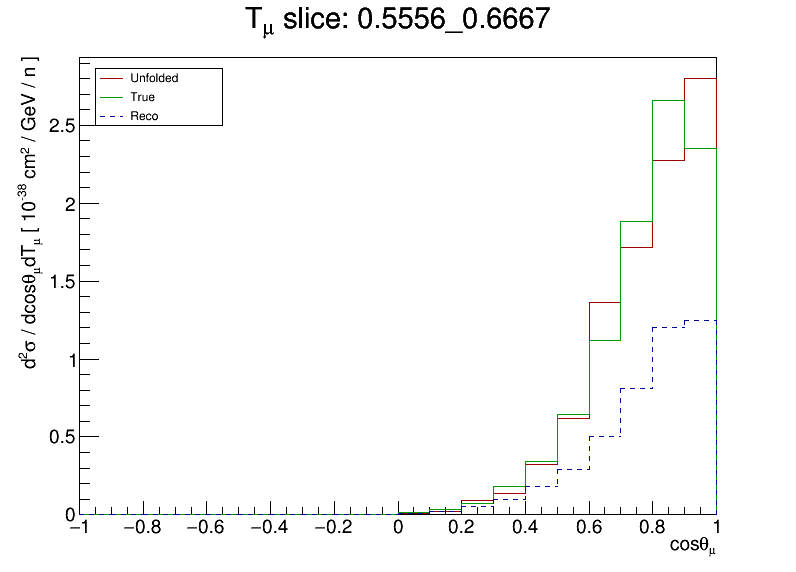 T_μ slice: 0.5556_0.6667
d²σ / dcosθ_μdT_μ [ 10⁻³⁸ cm² / GeV / n ]
Unfolded
True
Reco
2.5
2
1.5
1
0.5
0
−1 −0.8 −0.6 −0.4 −0.2 0 0.2 0.4 0.6 0.8 1
cosθ_μ